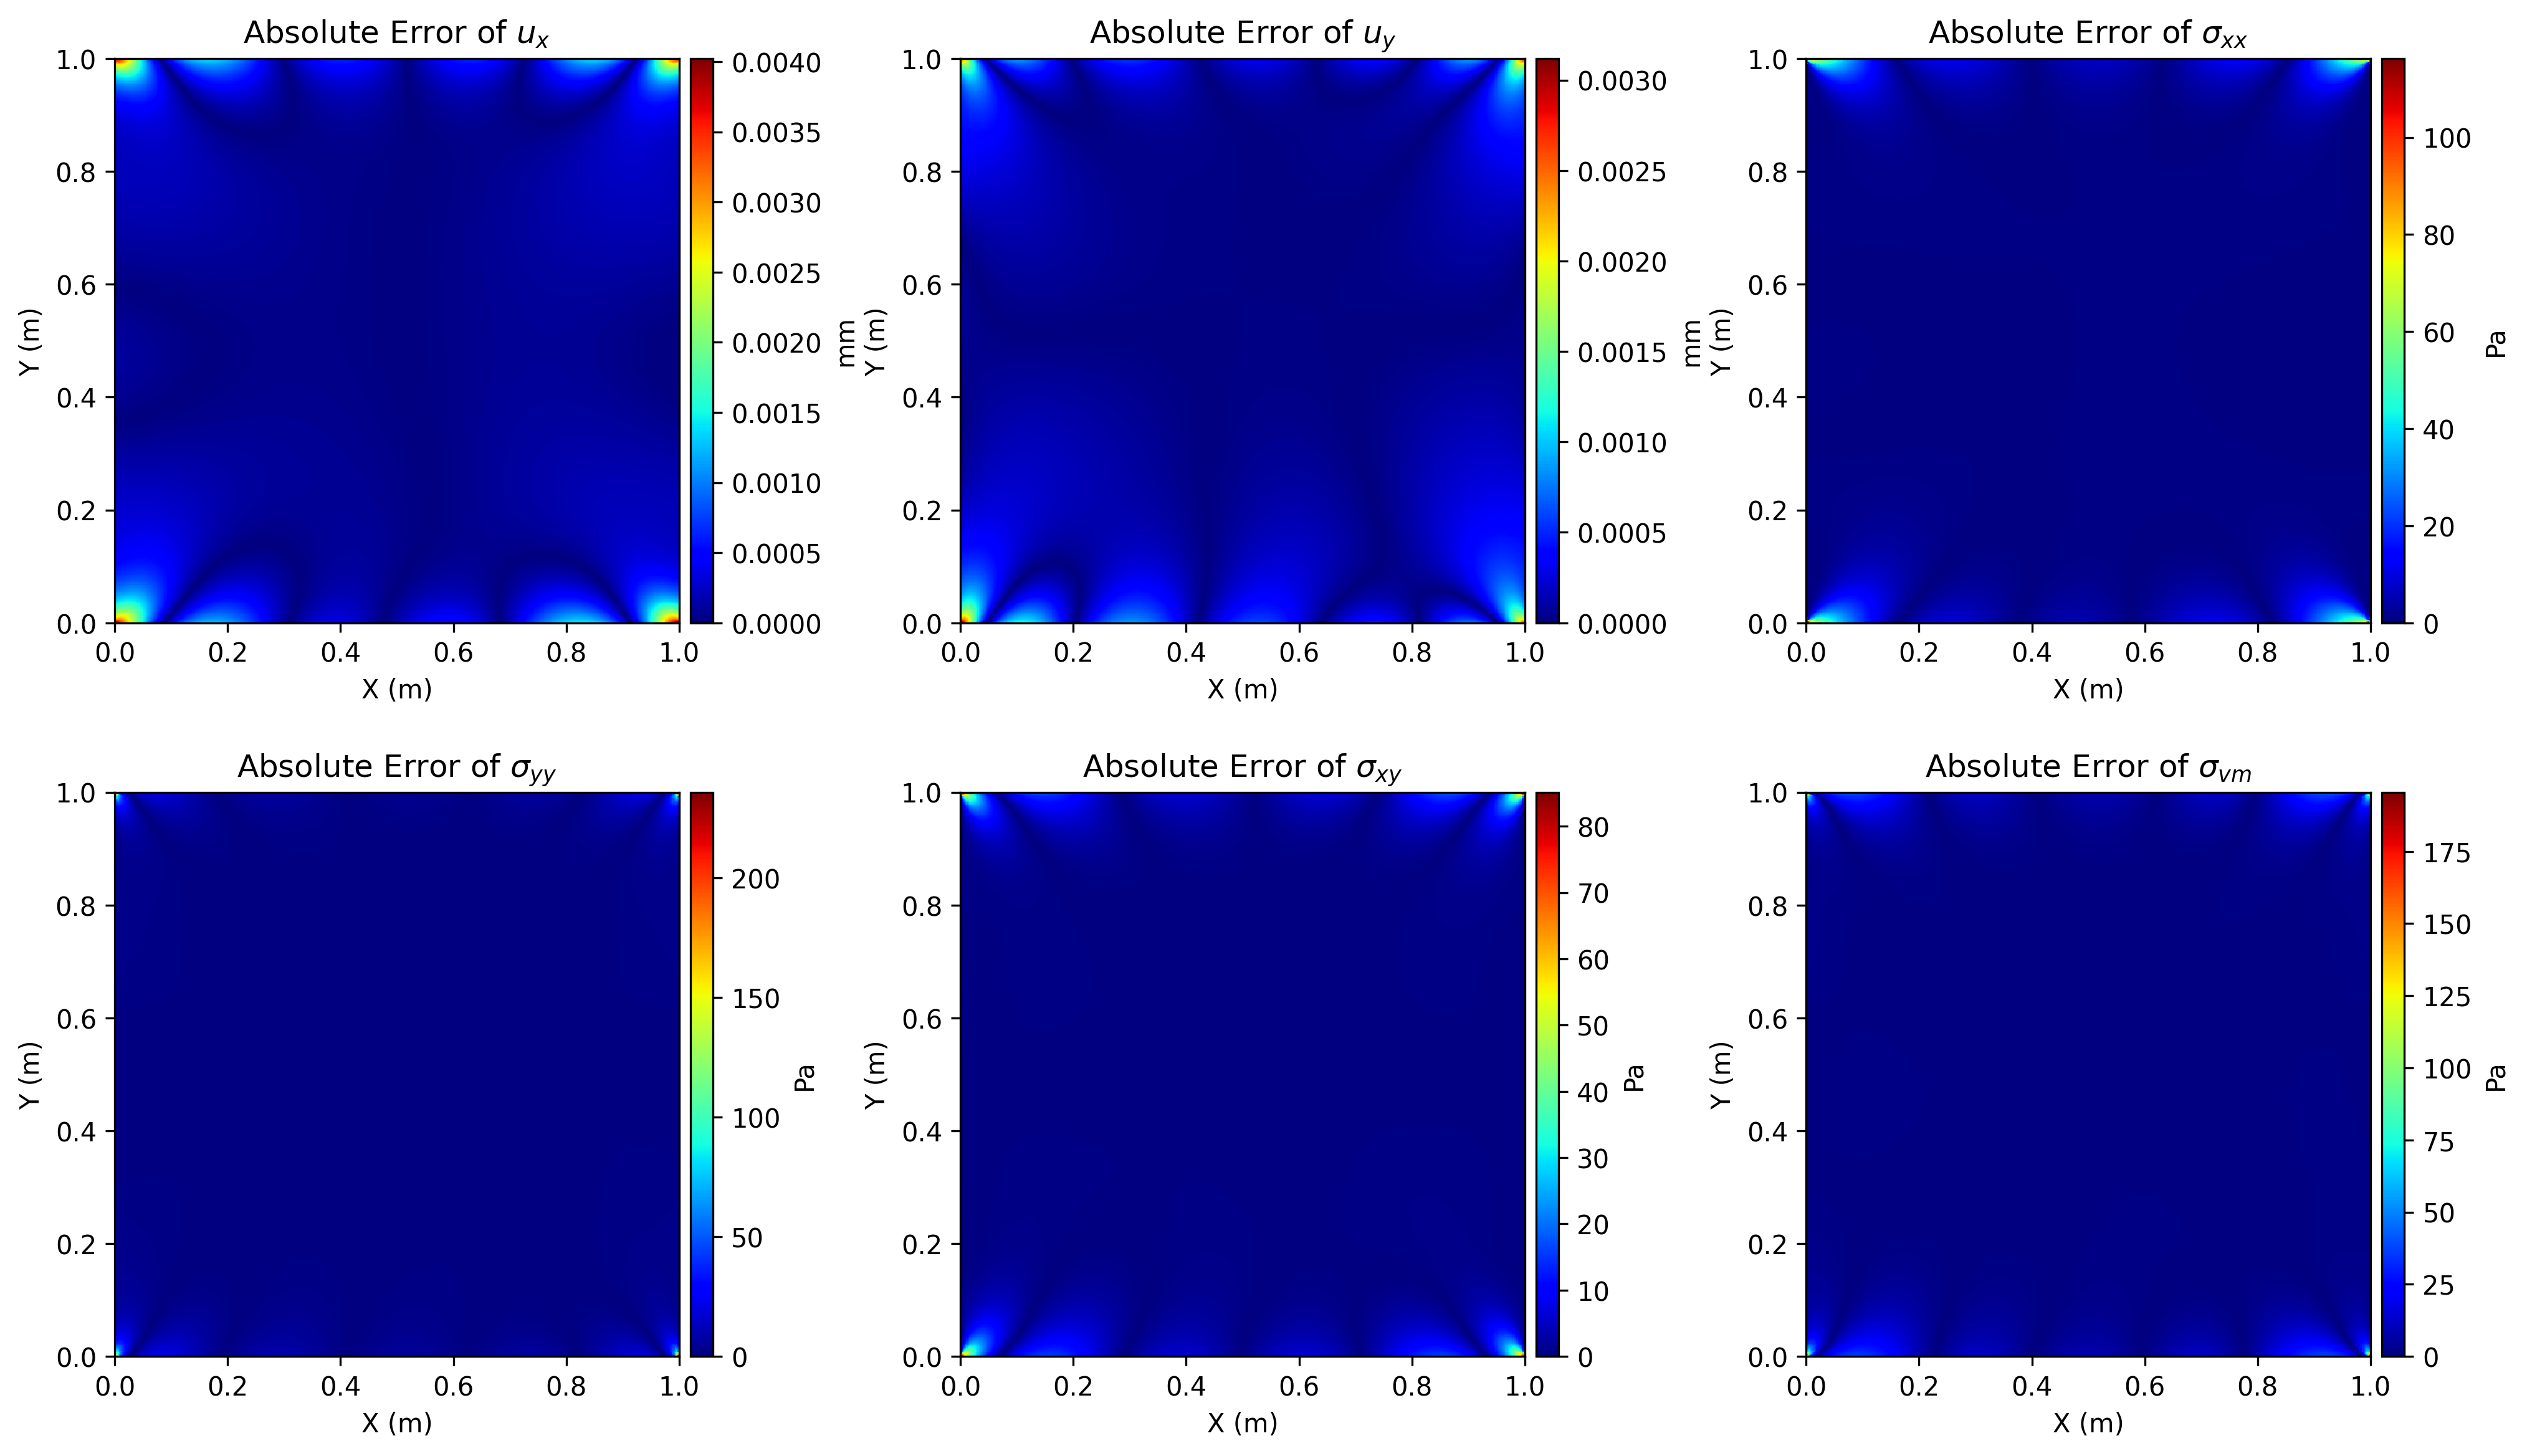 Absolute Error of u_x
1.0
0.8
0.6
0.4
0.2
0.0
Y (m)
0.0 0.2 0.4 0.6 0.8 1.0
X (m)
0.0040
0.0035
0.0030
0.0025
0.0020
0.0015
0.0010
0.0005
0.0000
mm
Absolute Error of u_y
1.0
0.8
0.6
0.4
0.2
0.0
Y (m)
0.0 0.2 0.4 0.6 0.8 1.0
X (m)
0.0030
0.0025
0.0020
0.0015
0.0010
0.0005
0.0000
mm
Absolute Error of σ_xx
1.0
0.8
0.6
0.4
0.2
0.0
Y (m)
0.0 0.2 0.4 0.6 0.8 1.0
X (m)
100
80
60
40
20
0
Pa
Absolute Error of σ_yy
1.0
0.8
0.6
0.4
0.2
0.0
Y (m)
0.0 0.2 0.4 0.6 0.8 1.0
X (m)
200
150
100
50
0
Pa
Absolute Error of σ_xy
1.0
0.8
0.6
0.4
0.2
0.0
Y (m)
0.0 0.2 0.4 0.6 0.8 1.0
X (m)
80
70
60
50
40
30
20
10
0
Pa
Absolute Error of σ_vm
1.0
0.8
0.6
0.4
0.2
0.0
Y (m)
0.0 0.2 0.4 0.6 0.8 1.0
X (m)
175
150
125
100
75
50
25
0
Pa